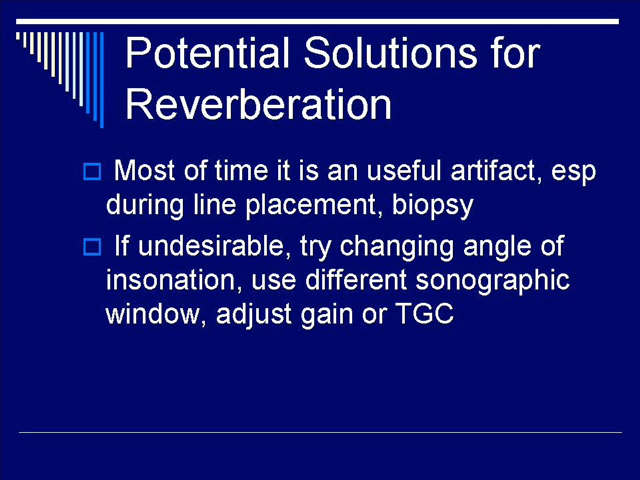 Potential Solutions for
Reverberation
Most of time it is an useful artifact, esp
during line placement, biopsy
If undesirable, try changing angle of
insonation, use different sonographic
window, adjust gain or TGC